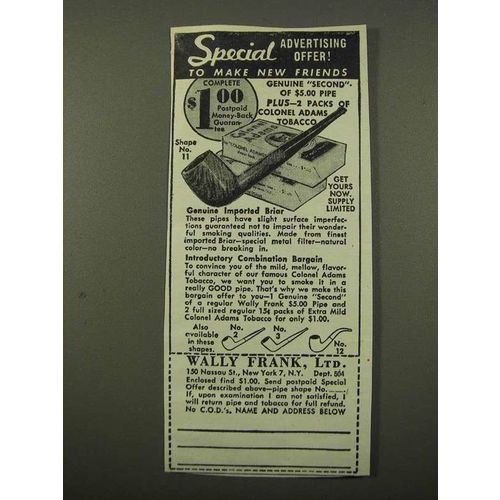 Special ADVERTISING OFFER!
TO MAKE NEW FRIENDS
COMPLETE
$1.00
Postpaid
Money-Back
Guaran-
tee
GENUINE "SECOND"
OF $5.00 PIPE
PLUS—2 PACKS OF
COLONEL ADAMS
TOBACCO
Shape
No.
11
Colonel
Adams
COLONEL ADAMS
GET
YOURS
NOW.
SUPPLY
LIMITED
Genuine Imported Briar
These pipes have slight surface imperfec-
tions guaranteed not to impair their wonder-
ful smoking qualities. Made from finest
imported Briar—special metal filter—natural
color—no breaking in.
Introductory Combination Bargain
To convince you of the mild, mellow, flavor-
ful character of our famous Colonel Adams
Tobacco, we want you to smoke it in a
really GOOD pipe. That's why we make this
bargain offer to you—1 Genuine "Second"
of a regular Wally Frank $5.00 Pipe and
2 full sized regular 15¢ packs of Extra Mild
Colonel Adams Tobacco for only $1.00.
Also
available
in these
shapes.
No.
2
No.
3
No.
12
WALLY FRANK, LTD.
150 Nassau St., New York 7, N.Y. Dept. 504
Enclosed find $1.00. Send postpaid Special
Offer described above—pipe shape No.
If, upon examination I am not satisfied, I
will return pipe and tobacco for full refund.
No C.O.D.'s. NAME AND ADDRESS BELOW